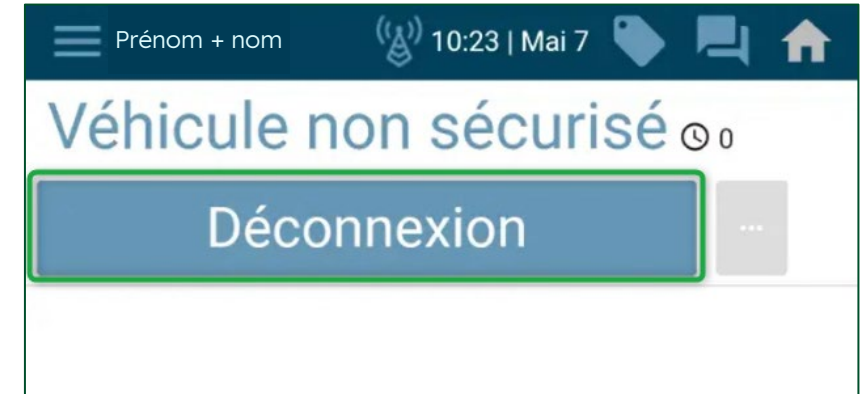 Prénom + nom 10:23 | Mai 7
Véhicule non sécurisé 0
Déconnexion
...